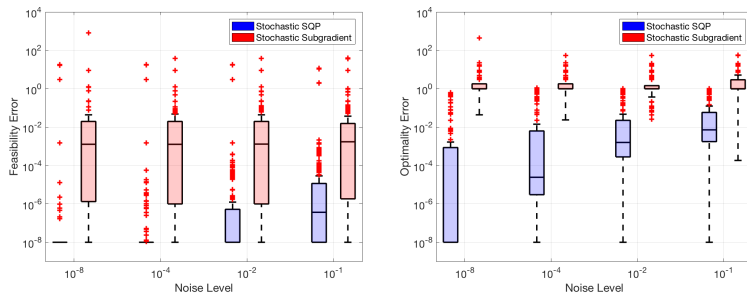 Stochastic SQP
Stochastic Subgradient
Feasibility Error
10^4
10^2
10^0
10^-2
10^-4
10^-6
10^-8
10^-8
10^-4
10^-2
10^-1
Noise Level
Stochastic SQP
Stochastic Subgradient
Optimality Error
10^4
10^2
10^0
10^-2
10^-4
10^-6
10^-8
10^-8
10^-4
10^-2
10^-1
Noise Level